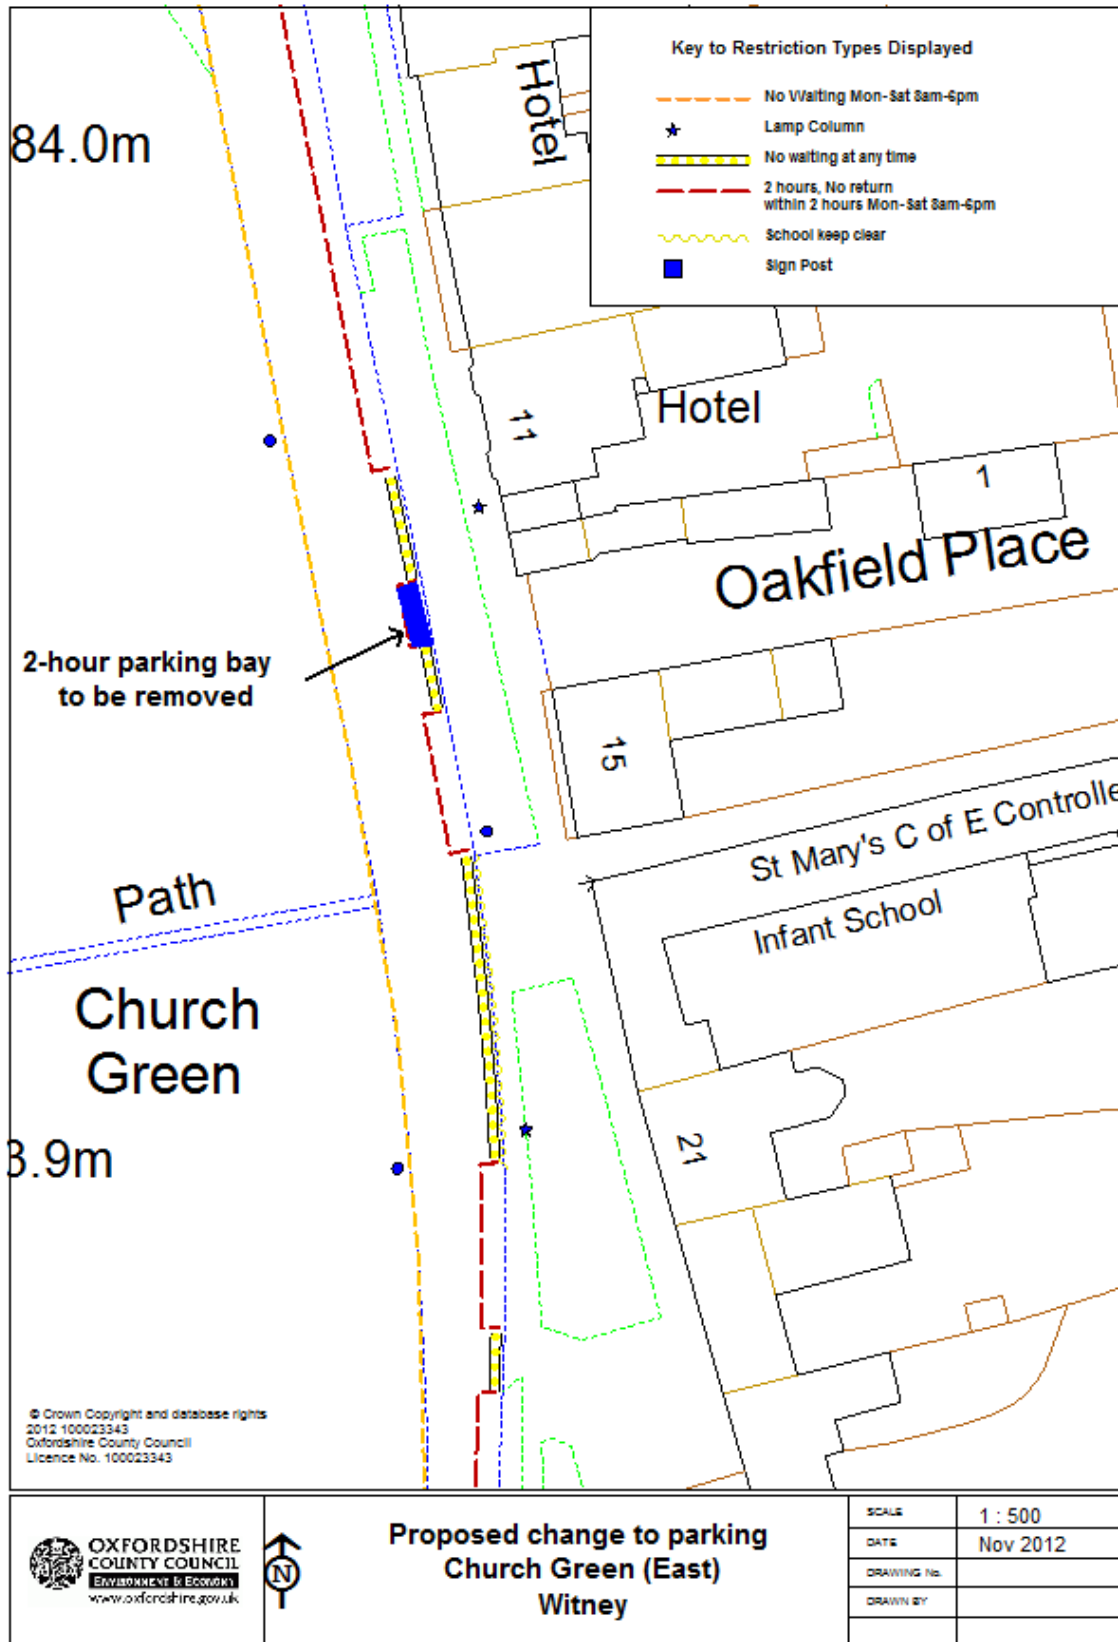 Key to Restriction Types Displayed
No Waiting Mon-Sat 8am-6pm
Lamp Column
No waiting at any time
2 hours, No return
within 2 hours Mon-Sat 8am-6pm
School keep clear
Sign Post
84.0m
Hotel
11
Hotel
1
Oakfield Place
2-hour parking bay
to be removed
15
St Mary's C of E Controlle
Infant School
Path
Church
Green
3.9m
21
© Crown Copyright and database rights
2012 100023343
Oxfordshire County Council
Licence No. 100023343
OXFORDSHIRE
COUNTY COUNCIL
ENVIRONMENT & ECONOMY
www.oxfordshire.gov.uk
N
Proposed change to parking
Church Green (East)
Witney
SCALE 1 : 500
DATE Nov 2012
DRAWING No.
DRAWN BY